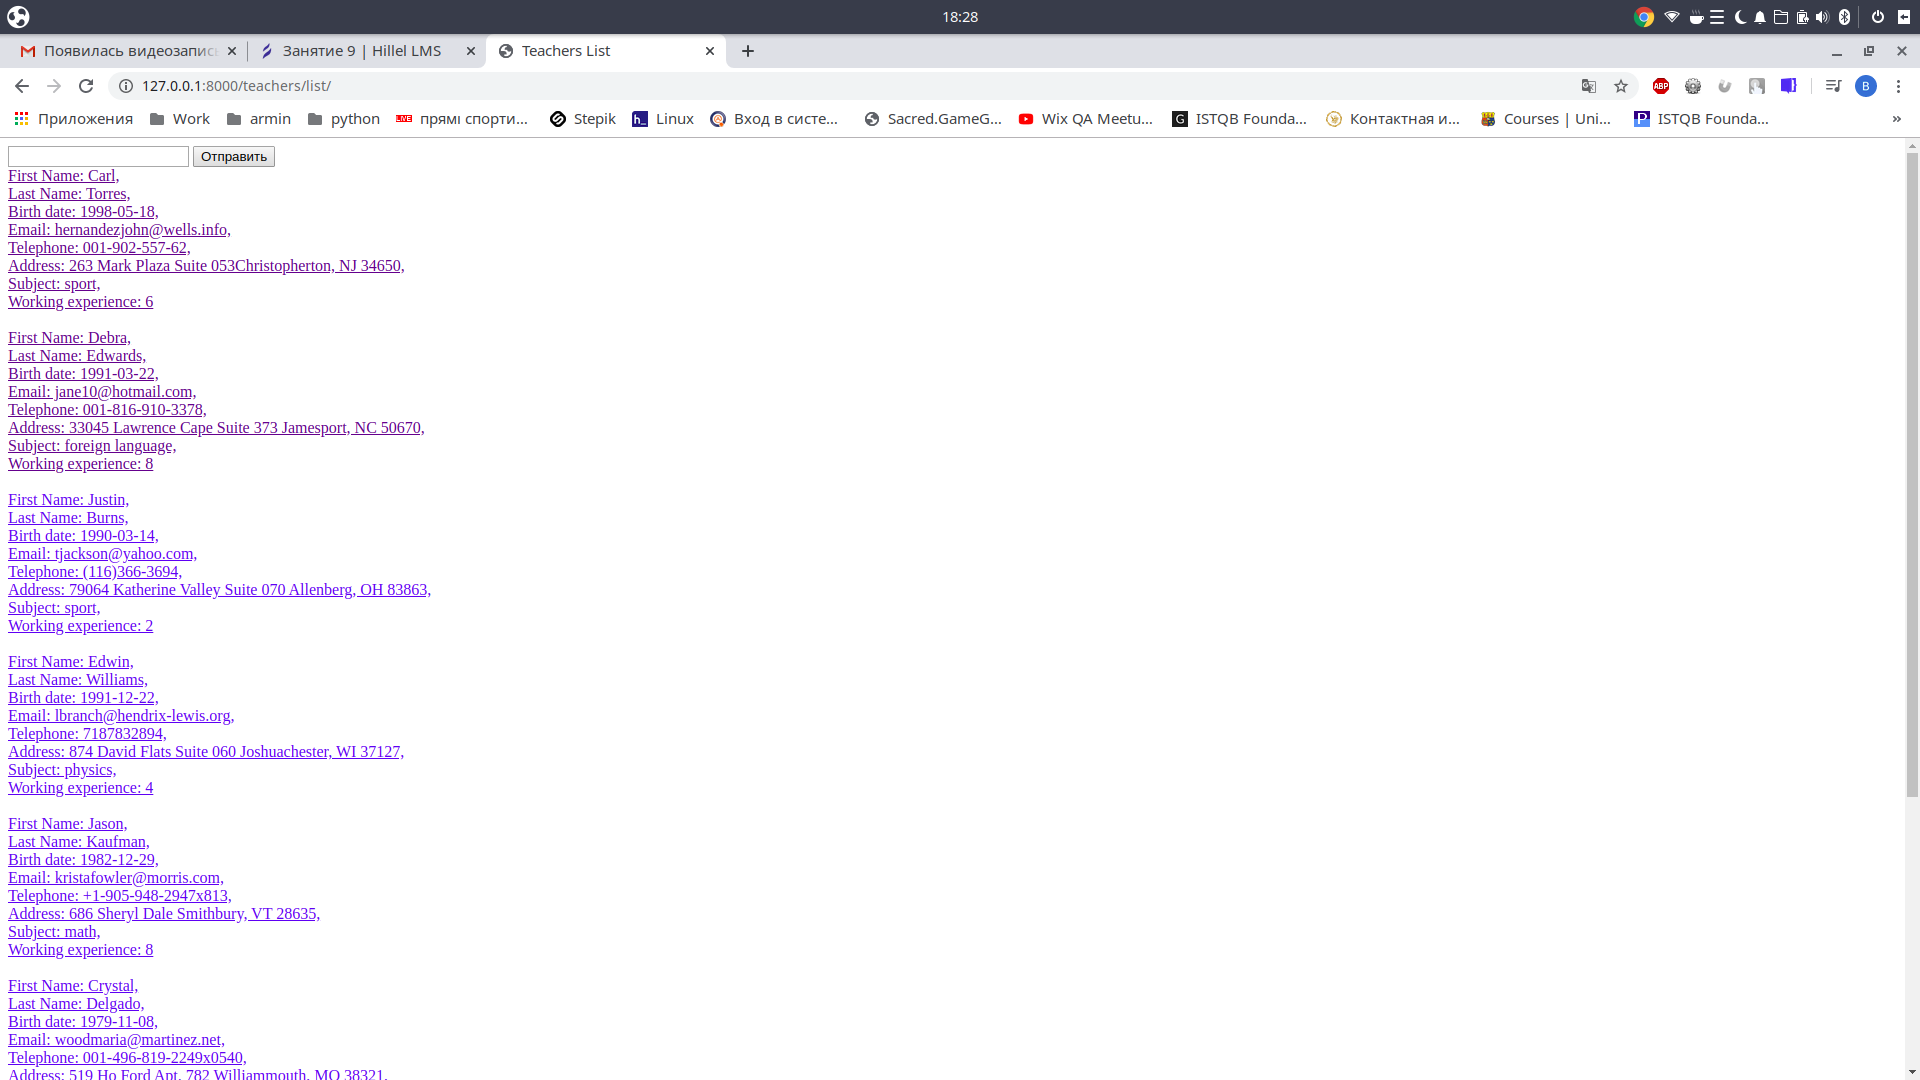 18:28
Появилась видеозапис
Занятие 9 | Hillel LMS
Teachers List
127.0.0.1:8000/teachers/list/
ABP
B
Приложения
Work
armin
python
LIVE
прямі спорти...
Stepik
h_
Linux
Вход в систе...
Sacred.GameG...
Wix QA Meetu...
G
ISTQB Founda...
Контактная и...
Courses | Uni...
P
ISTQB Founda...
»
Отправить
First Name: Carl,
Last Name: Torres,
Birth date: 1998-05-18,
Email: hernandezjohn@wells.info,
Telephone: 001-902-557-62,
Address: 263 Mark Plaza Suite 053Christopherton, NJ 34650,
Subject: sport,
Working experience: 6
First Name: Debra,
Last Name: Edwards,
Birth date: 1991-03-22,
Email: jane10@hotmail.com,
Telephone: 001-816-910-3378,
Address: 33045 Lawrence Cape Suite 373 Jamesport, NC 50670,
Subject: foreign language,
Working experience: 8
First Name: Justin,
Last Name: Burns,
Birth date: 1990-03-14,
Email: tjackson@yahoo.com,
Telephone: (116)366-3694,
Address: 79064 Katherine Valley Suite 070 Allenberg, OH 83863,
Subject: sport,
Working experience: 2
First Name: Edwin,
Last Name: Williams,
Birth date: 1991-12-22,
Email: lbranch@hendrix-lewis.org,
Telephone: 7187832894,
Address: 874 David Flats Suite 060 Joshuachester, WI 37127,
Subject: physics,
Working experience: 4
First Name: Jason,
Last Name: Kaufman,
Birth date: 1982-12-29,
Email: kristafowler@morris.com,
Telephone: +1-905-948-2947x813,
Address: 686 Sheryl Dale Smithbury, VT 28635,
Subject: math,
Working experience: 8
First Name: Crystal,
Last Name: Delgado,
Birth date: 1979-11-08,
Email: woodmaria@martinez.net,
Telephone: 001-496-819-2249x0540,
Address: 519 Ho Ford Apt. 782 Williammouth, MO 38321,